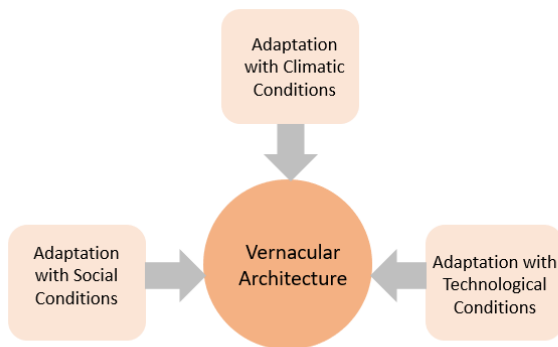 Adaptation
with Climatic
Conditions
Adaptation
with Social
Conditions
Vernacular
Architecture
Adaptation with
Technological
Conditions